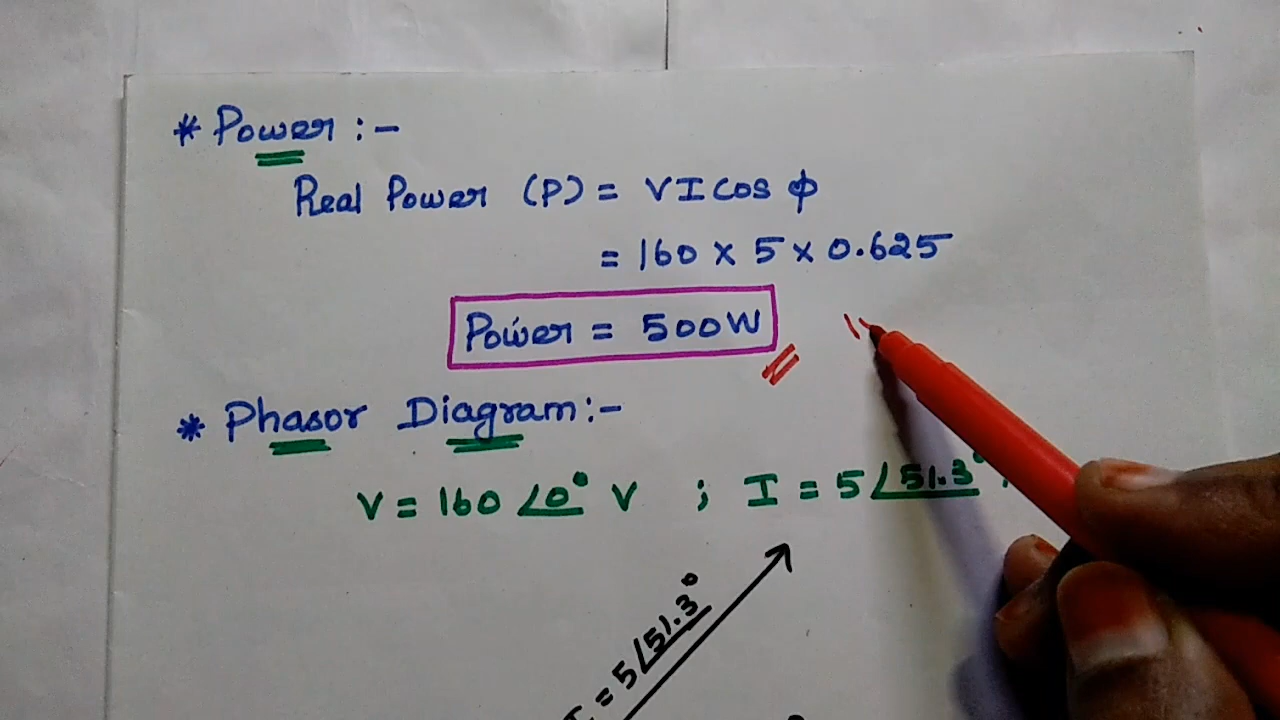 * Power :-
Real Power (P) = VI cos ϕ
= 160 × 5 × 0.625
Power = 500W
* Phasor Diagram:-
V = 160 ∠0° V ; I = 5 ∠51.3°
I = 5∠51.3°